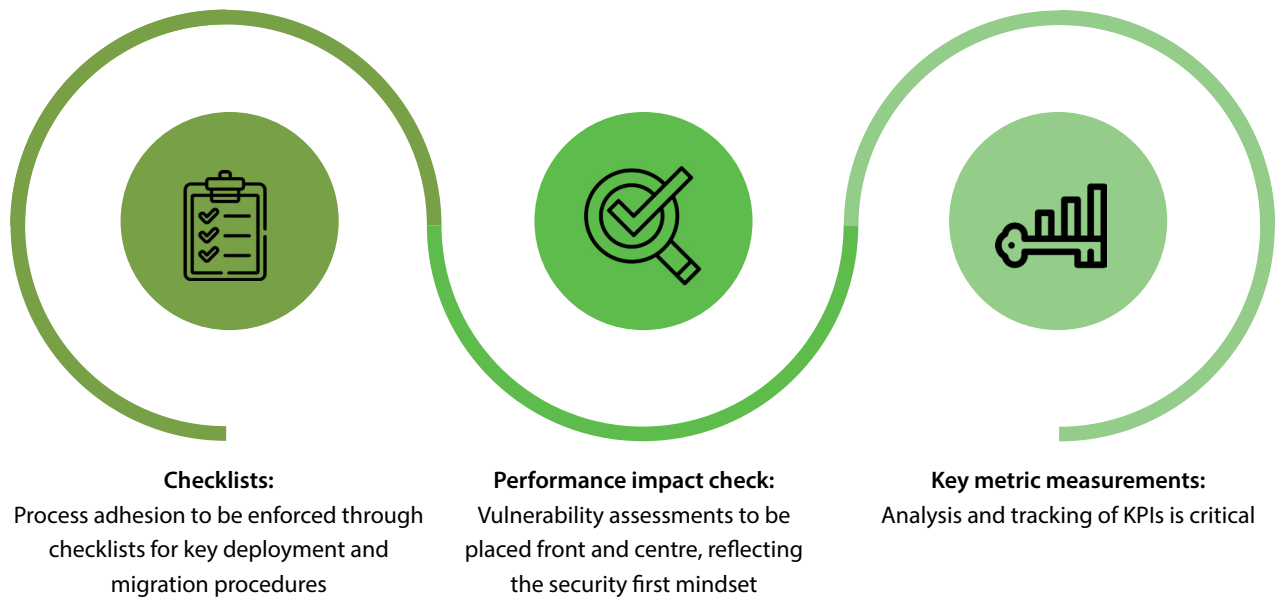 Checklists:
Process adhesion to be enforced through
checklists for key deployment and
migration procedures
Performance impact check:
Vulnerability assessments to be
placed front and centre, reflecting
the security first mindset
Key metric measurements:
Analysis and tracking of KPIs is critical